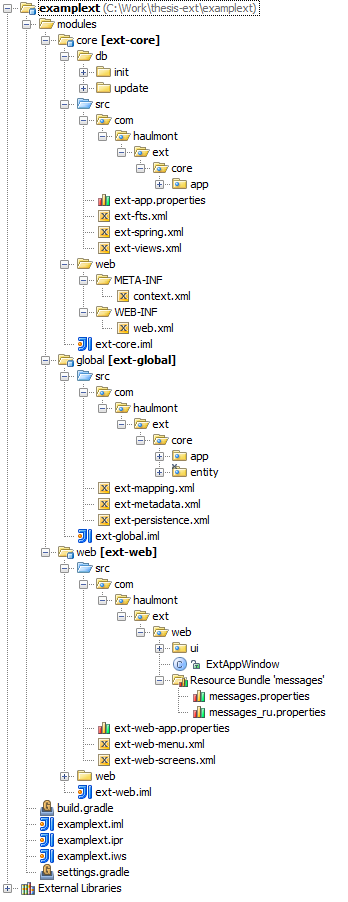 examplext (C:\Work\thesis-ext\examplext)
modules
core [ext-core]
db
init
update
src
com
haulmont
ext
core
app
ext-app.properties
ext-fts.xml
ext-spring.xml
ext-views.xml
web
META-INF
context.xml
WEB-INF
web.xml
ext-core.iml
global [ext-global]
src
com
haulmont
ext
core
app
entity
ext-mapping.xml
ext-metadata.xml
ext-persistence.xml
ext-global.iml
web [ext-web]
src
com
haulmont
ext
web
ui
ExtAppWindow
Resource Bundle 'messages'
messages.properties
messages_ru.properties
ext-web-app.properties
ext-web-menu.xml
ext-web-screens.xml
web
ext-web.iml
build.gradle
examplext.iml
examplext.ipr
examplext.iws
settings.gradle
External Libraries